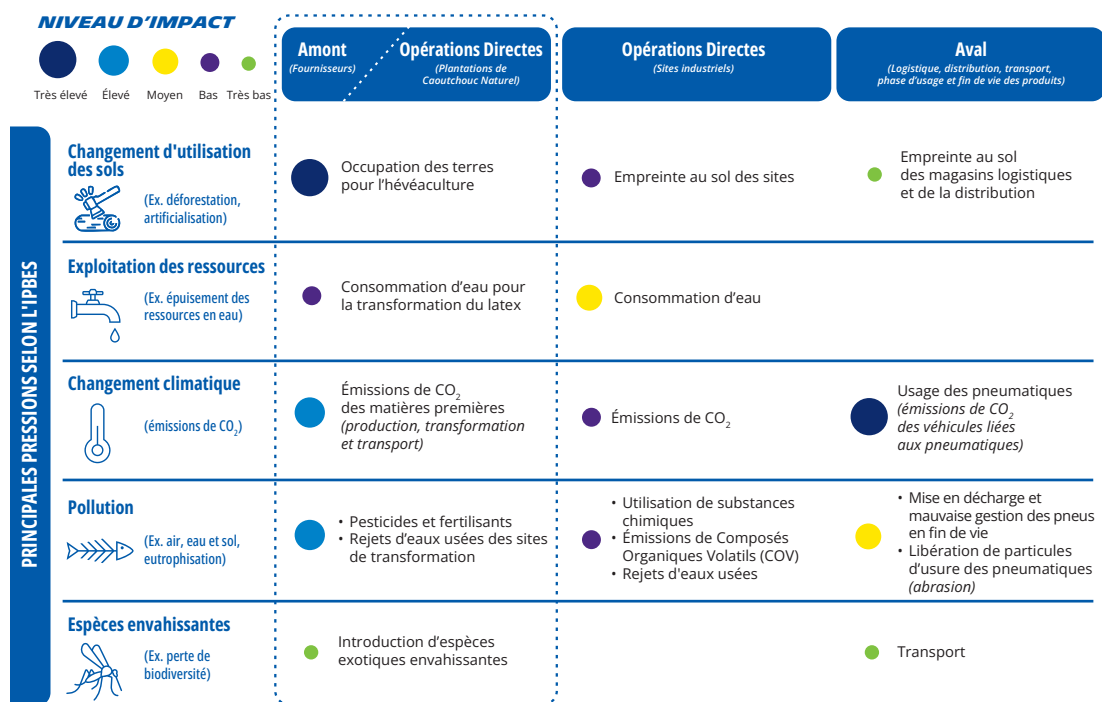 NIVEAU D'IMPACT
Très élevé
Élevé
Moyen
Bas
Très bas
Amont
(Fournisseurs)
Opérations Directes
(Plantations de
Caoutchouc Naturel)
Opérations Directes
(Sites industriels)
Aval
(Logistique, distribution, transport,
phase d'usage et fin de vie des produits)
PRINCIPALES PRESSIONS SELON L'IPBES
Changement d'utilisation
des sols
(Ex. déforestation,
artificialisation)
Occupation des terres
pour l'hévéaculture
Empreinte au sol des sites
Empreinte au sol
des magasins logistiques
et de la distribution
Exploitation des ressources
(Ex. épuisement des
ressources en eau)
Consommation d'eau pour
la transformation du latex
Consommation d'eau
Changement climatique
(émissions de CO₂)
Émissions de CO₂
des matières premières
(production, transformation
et transport)
Émissions de CO₂
Usage des pneumatiques
(émissions de CO₂
des véhicules liées
aux pneumatiques)
Pollution
(Ex. air, eau et sol,
eutrophisation)
• Pesticides et fertilisants
• Rejets d'eaux usées des sites
de transformation
• Utilisation de substances
chimiques
• Émissions de Composés
Organiques Volatils (COV)
• Rejets d'eaux usées
• Mise en décharge et
mauvaise gestion des pneus
en fin de vie
• Libération de particules
d'usure des pneumatiques
(abrasion)
Espèces envahissantes
(Ex. perte de
biodiversité)
Introduction d'espèces
exotiques envahissantes
Transport